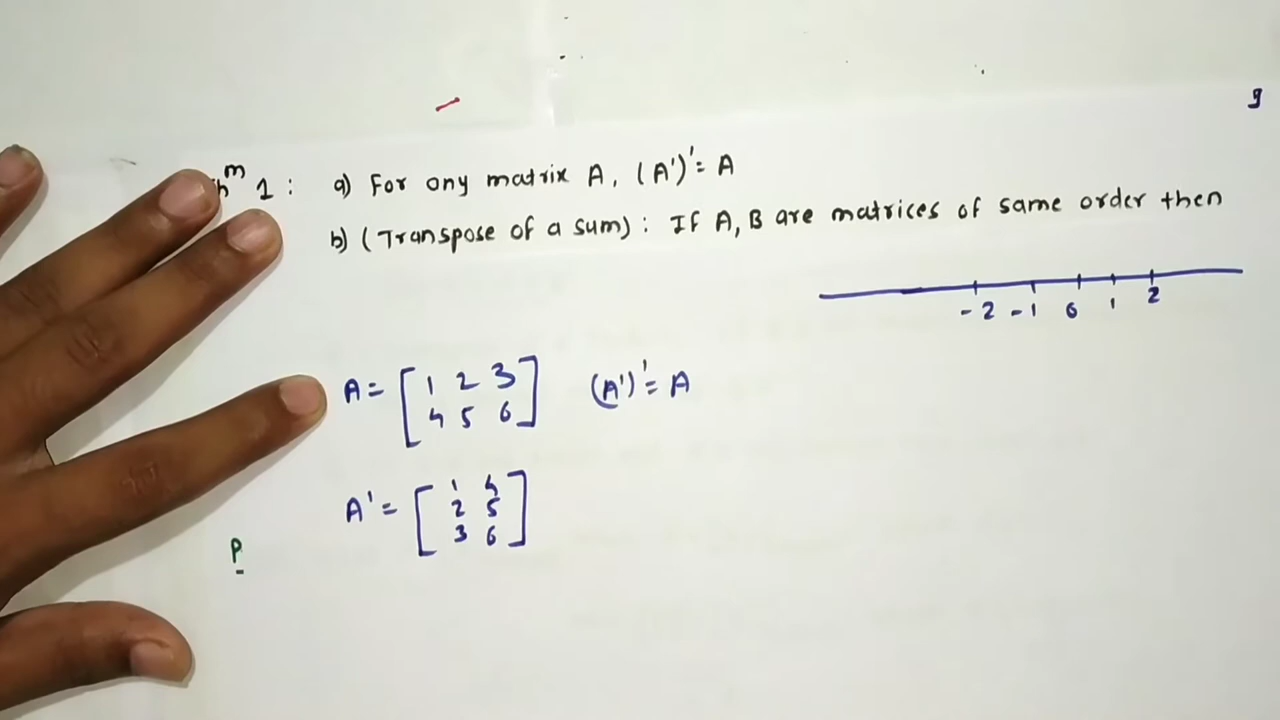 9
hᵐ 1 : a) For any matrix A, (A')' = A
b) (Transpose of a sum) : If A, B are matrices of same order then
-2 -1 0 1 2
A = [ 1 2 3
4 5 6 ] (A')' = A
A' = [ 1 4
2 5
3 6 ]
P